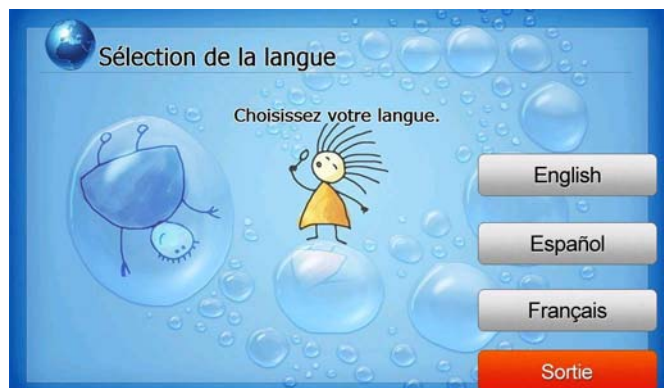 Sélection de la langue
Choisissez votre langue.
English
Español
Français
Sortie